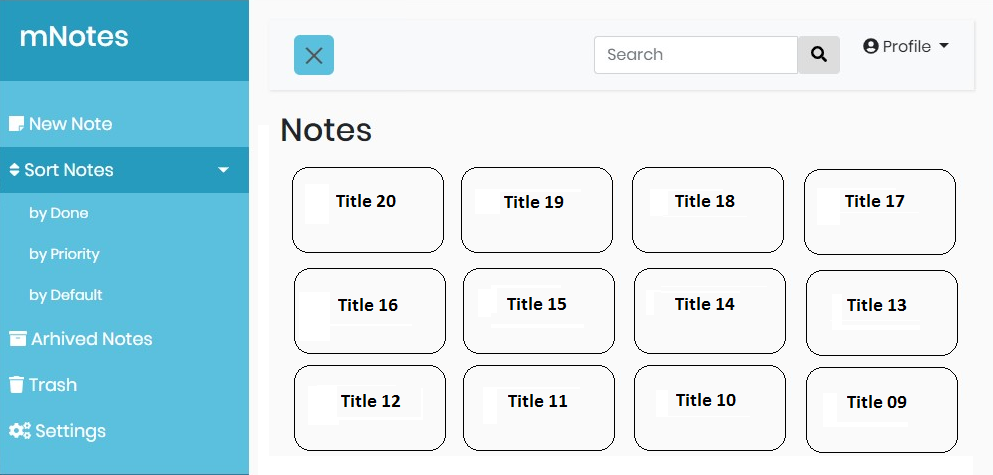 mNotes
New Note
Sort Notes
by Done
by Priority
by Default
Arhived Notes
Trash
Settings
Search
Profile
Notes
Title 20
Title 19
Title 18
Title 17
Title 16
Title 15
Title 14
Title 13
Title 12
Title 11
Title 10
Title 09